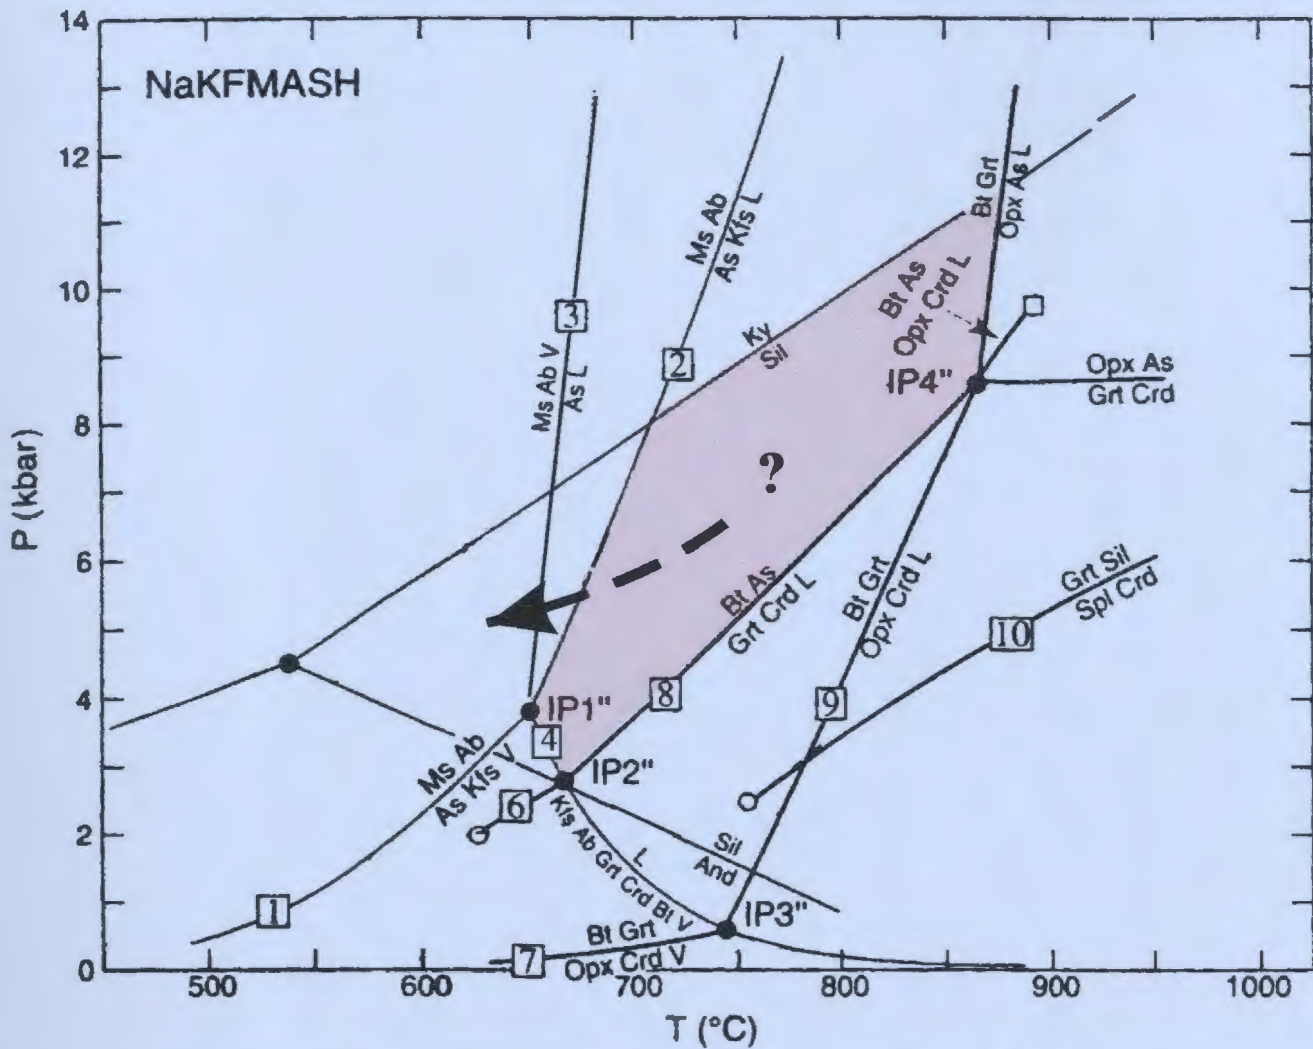 14
NaKFMASH
12
10
8
6
4
2
0
P (kbar)
500
600
700
800
900
1000
T (°C)
Ms Ab V
As L
3
Ms Ab
As Kfs L
2
Ky
Sil
Bt Grt
Opx As L
Bt As
Opx Crd L
IP4"
Opx As
Grt Crd
?
Bt As
Grt Crd L
8
Bt Grt
Opx Crd L
9
Grt Sil
Spl Crd
10
IP1"
4
Ms Ab
As Kfs V
IP2"
6
Kfs Ab Grt Crd Bt V
L
Sil
And
1
IP3"
Bt Grt
Opx Crd V
7